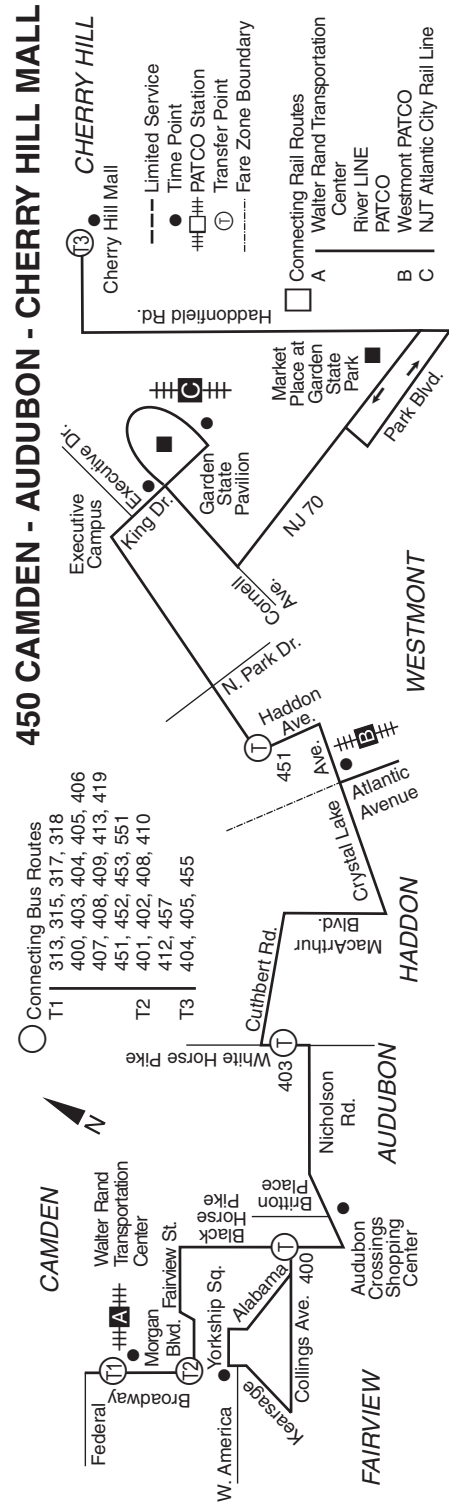 450 CAMDEN - AUDUBON - CHERRY HILL MALL
Connecting Bus Routes
T1 313, 315, 317, 318
400, 403, 404, 405, 406
407, 408, 409, 413, 419
451, 452, 453, 551
T2 401, 402, 408, 410
412, 457
T3 404, 405, 455
N
CAMDEN
Walter Rand
Transportation
Center
A
Federal
T1
Broadway
Morgan
Blvd.
T2
Fairview St.
Yorkship Sq.
W. America
Alabama
Kearsage
Collings Ave.
Black
Horse
Pike
T
400
Britton
Place
FAIRVIEW
Audubon
Crossings
Shopping
Center
Nicholson
Rd.
AUDUBON
White Horse Pike
T
403
Cuthbert Rd.
MacArthur
Blvd.
HADDON
Crystal Lake
Ave.
Atlantic
Avenue
B
Haddon
Ave.
T
451
N. Park Dr.
WESTMONT
Executive
Campus
Executive Dr.
King Dr.
C
Garden
State
Pavilion
Cornell
Ave.
NJ 70
Market
Place at
Garden
State
Park
Park Blvd.
Haddonfield Rd.
T3
Cherry Hill Mall
CHERRY HILL
Limited Service
Time Point
PATCO Station
T Transfer Point
Fare Zone Boundary
Connecting Rail Routes
A Walter Rand Transportation
Center
River LINE
PATCO
B Westmont PATCO
C NJT Atlantic City Rail Line